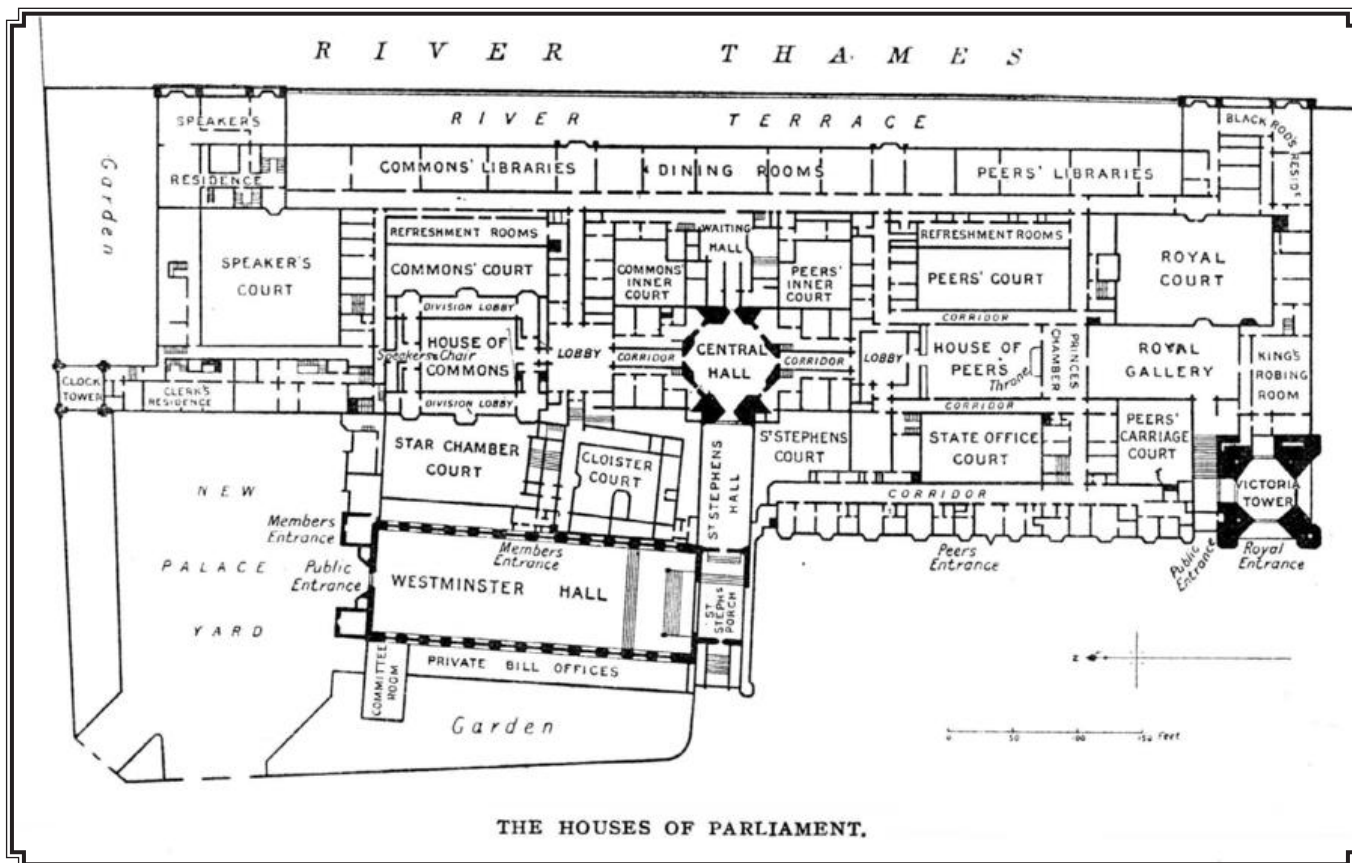 RIVER THAMES
RIVER TERRACE
Garden
SPEAKER'S
RESIDENCE
COMMONS' LIBRARIES
DINING ROOMS
PEERS' LIBRARIES
BLACK ROD'S RESIDCE
SPEAKER'S
COURT
REFRESHMENT ROOMS
COMMONS' COURT
DIVISION LOBBY
HOUSE OF
COMMONS
Speakers Chair
DIVISION LOBBY
LOBBY
CORRIDOR
COMMONS'
INNER
COURT
WAITING
HALL
PEERS'
INNER
COURT
CENTRAL
HALL
CORRIDOR
LOBBY
REFRESHMENT ROOMS
PEERS' COURT
CORRIDOR
HOUSE OF
PEERS
Throne
CORRIDOR
PRINCES
CHAMBER
ROYAL
COURT
ROYAL
GALLERY
KING'S
ROBING
ROOM
CLOCK
TOWER
CLERK'S
RESIDENCE
STAR CHAMBER
COURT
CLOISTER
COURT
ST STEPHENS
HALL
ST STEPHENS
COURT
STATE OFFICE
COURT
PEERS'
CARRIAGE
COURT
CORRIDOR
VICTORIA
TOWER
NEW
PALACE
YARD
Members
Entrance
Public
Entrance
Members
Entrance
WESTMINSTER HALL
ST
STEPHS
PORCH
Peers
Entrance
Public
Entrance
Royal
Entrance
PRIVATE BILL OFFICES
COMMITTEE
ROOM
Garden
N
0 50 100 150 Feet
THE HOUSES OF PARLIAMENT.